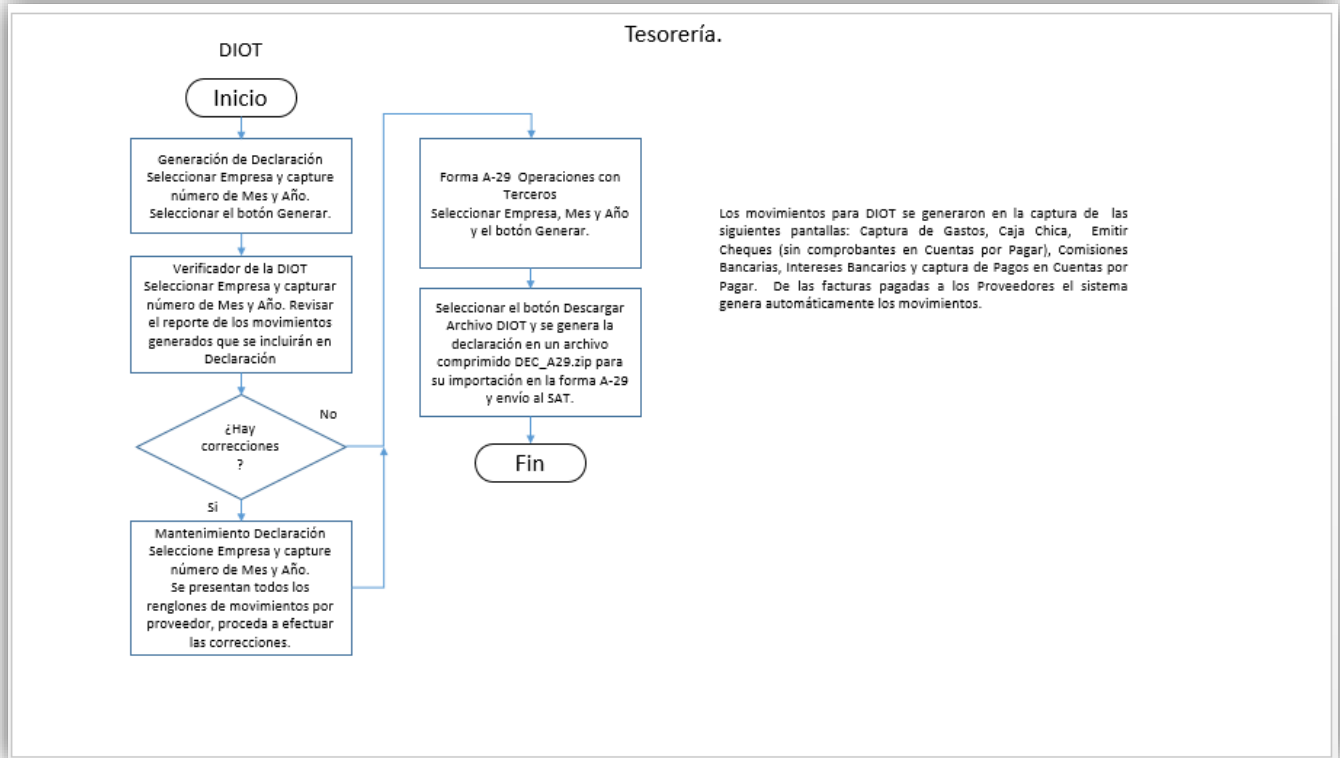 Tesorería.
DIOT
Inicio
Generación de Declaración
Seleccionar Empresa y capture
número de Mes y Año.
Seleccionar el botón Generar.
Verificador de la DIOT
Seleccionar Empresa y capturar
número de Mes y Año. Revisar
el reporte de los movimientos
generados que se incluirán en
Declaración
¿Hay
correcciones
?
No
Si
Mantenimiento Declaración
Seleccione Empresa y capture
número de Mes y Año.
Se presentan todos los
renglones de movimientos por
proveedor, proceda a efectuar
las correcciones.
Forma A-29 Operaciones con
Terceros
Seleccionar Empresa, Mes y Año
y el botón Generar.
Seleccionar el botón Descargar
Archivo DIOT y se genera la
declaración en un archivo
comprimido DEC_A29.zip para
su importación en la forma A-29
y envío al SAT.
Fin
Los movimientos para DIOT se generaron en la captura de las
siguientes pantallas: Captura de Gastos, Caja Chica, Emitir
Cheques (sin comprobantes en Cuentas por Pagar), Comisiones
Bancarias, Intereses Bancarios y captura de Pagos en Cuentas por
Pagar. De las facturas pagadas a los Proveedores el sistema
genera automáticamente los movimientos.